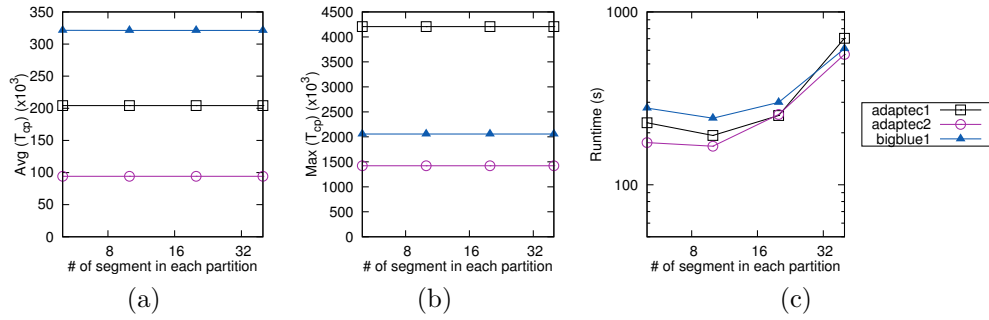 350
300
250
200
150
100
50
0
8 16 32
Avg (Tcp) (x10^3)
# of segment in each partition
(a)
4500
4000
3500
3000
2500
2000
1500
1000
500
0
8 16 32
Max (Tcp) (x10^3)
# of segment in each partition
(b)
1000
100
8 16 32
Runtime (s)
# of segment in each partition
(c)
adaptec1
adaptec2
bigblue1